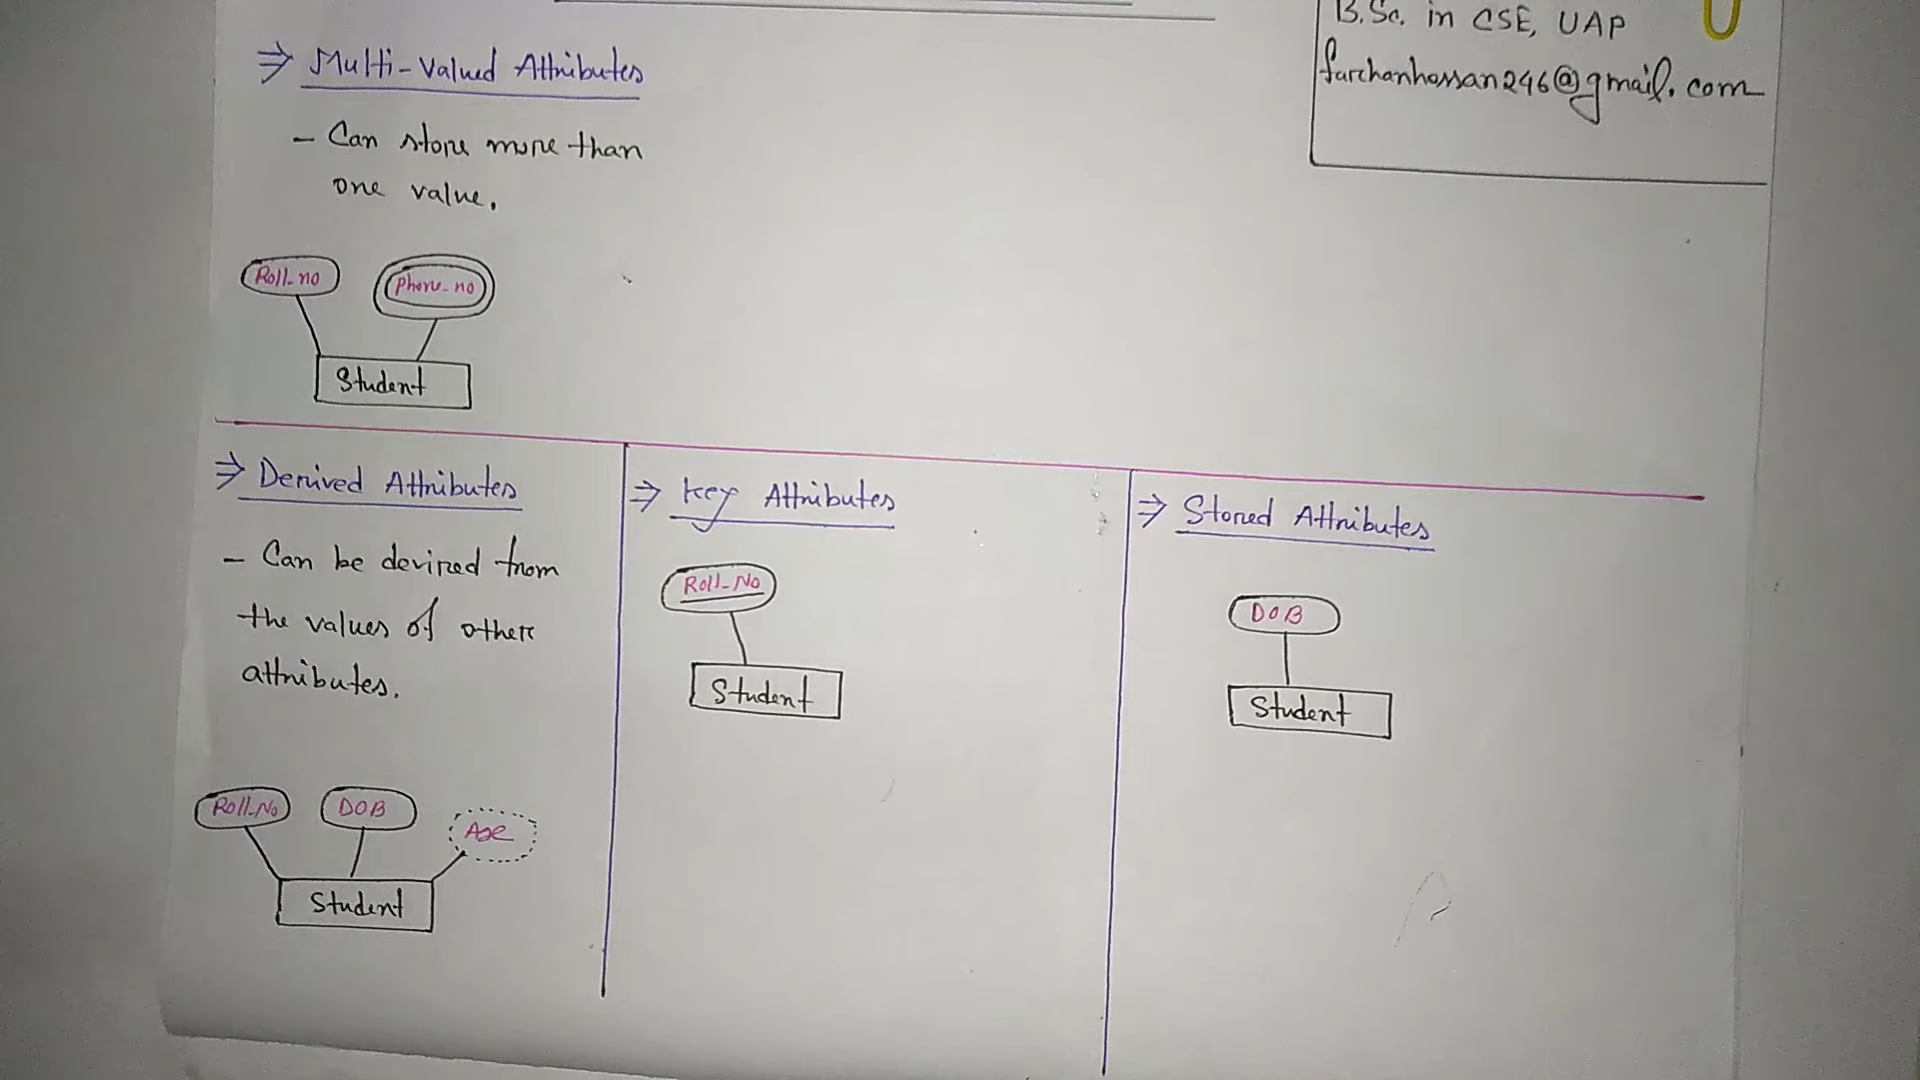 B.Sc. in CSE, UAP
farhanhassan246@gmail.com
⇒ Multi-Valued Attributes
- Can store more than
one value.
Roll_no
Phone_no
Student
⇒ Derived Attributes
- Can be devired from
the values of other
attributes.
Roll_No
DOB
Age
Student
⇒ Key Attributes
Roll_No
Student
⇒ Stored Attributes
DOB
Student